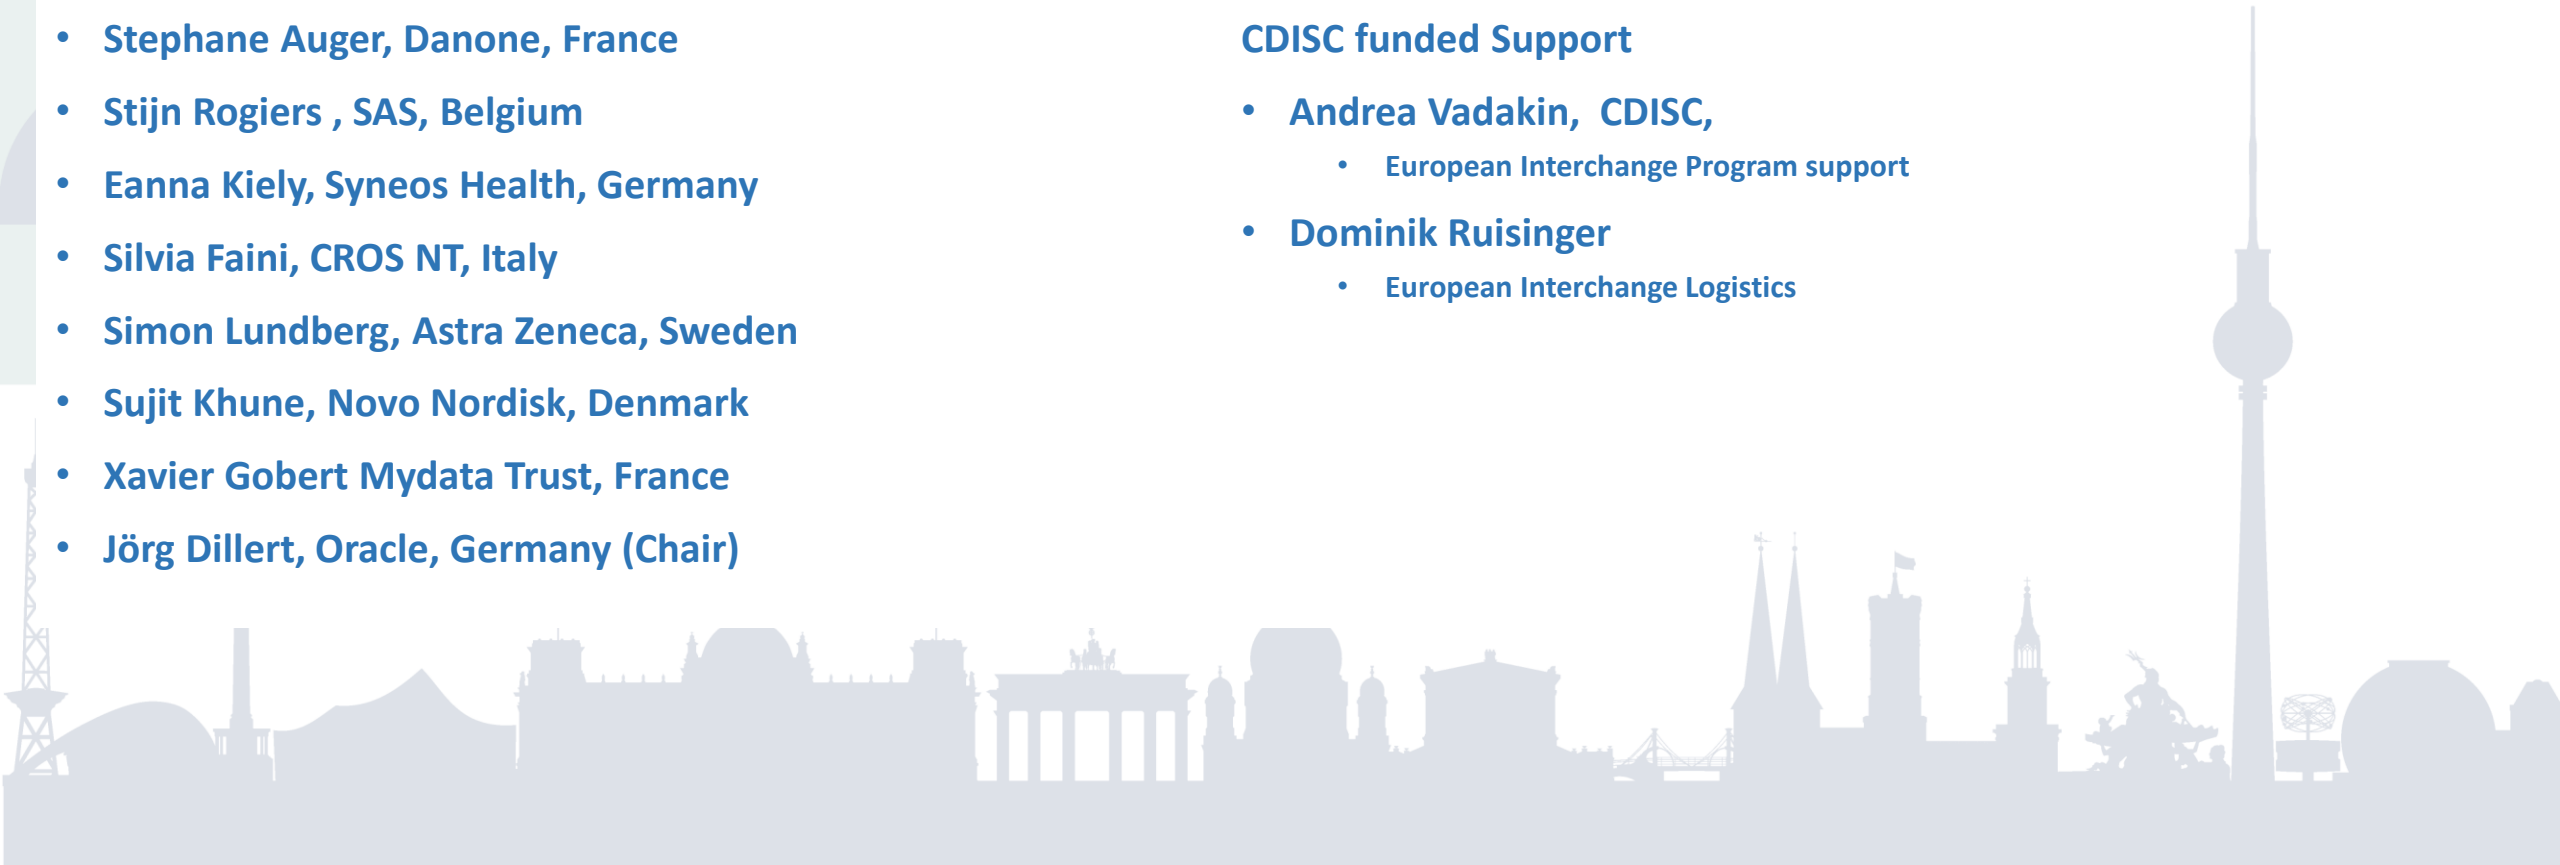 • Stephane Auger, Danone, France
• Stijn Rogiers , SAS, Belgium
• Eanna Kiely, Syneos Health, Germany
• Silvia Faini, CROS NT, Italy
• Simon Lundberg, Astra Zeneca, Sweden
• Sujit Khune, Novo Nordisk, Denmark
• Xavier Gobert Mydata Trust, France
• Jörg Dillert, Oracle, Germany (Chair)
CDISC funded Support
• Andrea Vadakin, CDISC,
• European Interchange Program support
• Dominik Ruisinger
• European Interchange Logistics